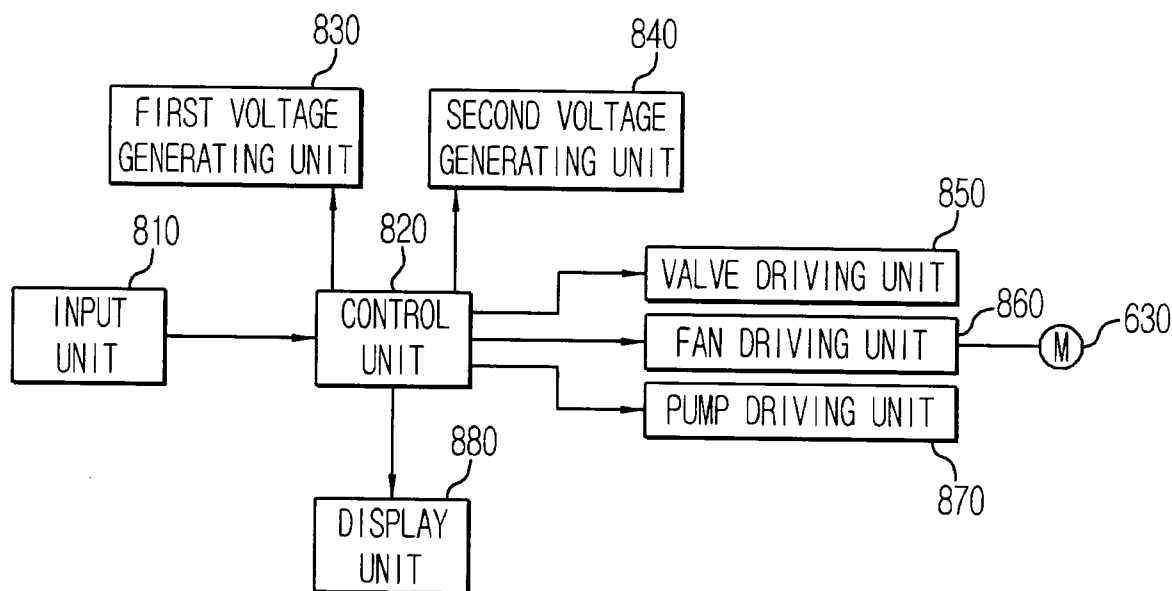 830
840
FIRST VOLTAGE
GENERATING UNIT
SECOND VOLTAGE
GENERATING UNIT
810
820
850
INPUT
UNIT
CONTROL
UNIT
VALVE DRIVING UNIT
860
630
FAN DRIVING UNIT
M
PUMP DRIVING UNIT
870
880
DISPLAY
UNIT